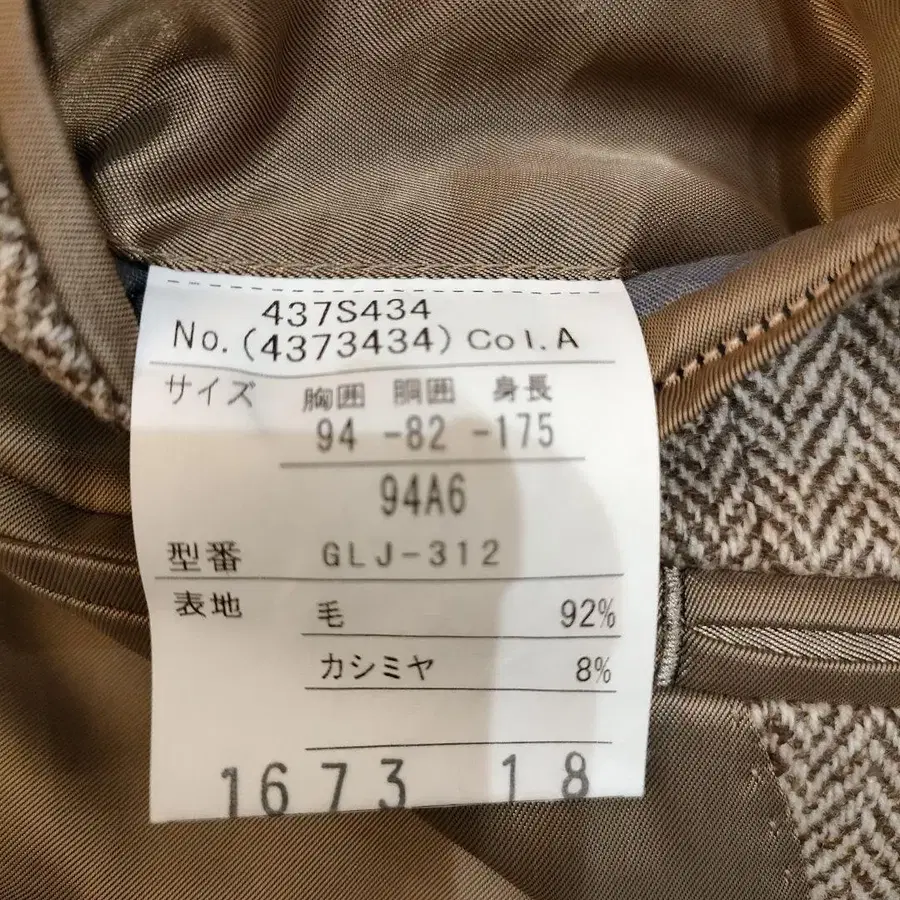 437S434
No.(4373434) Col.A
サイズ 胸囲 胴囲 身長
94 -82 -175
94A6
型番 GLJ-312
表地 毛 92%
カシミヤ 8%
1673 18